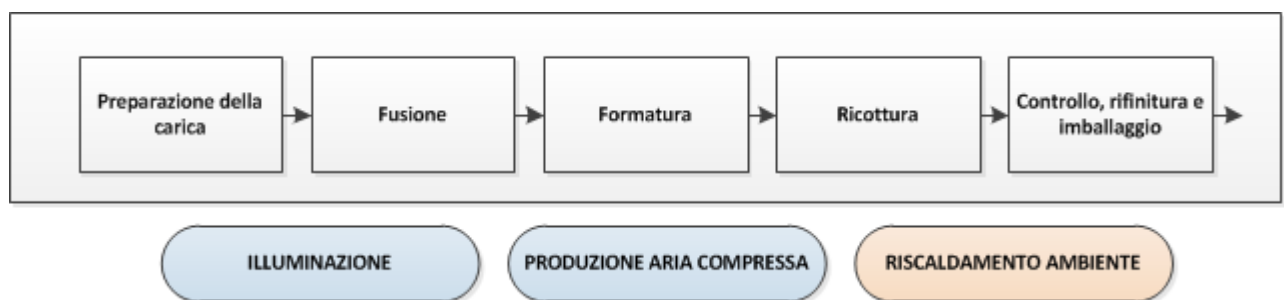 Preparazione della
carica
Fusione
Formatura
Ricottura
Controllo, rifinitura e
imballaggio
ILLUMINAZIONE
PRODUZIONE ARIA COMPRESSA
RISCALDAMENTO AMBIENTE